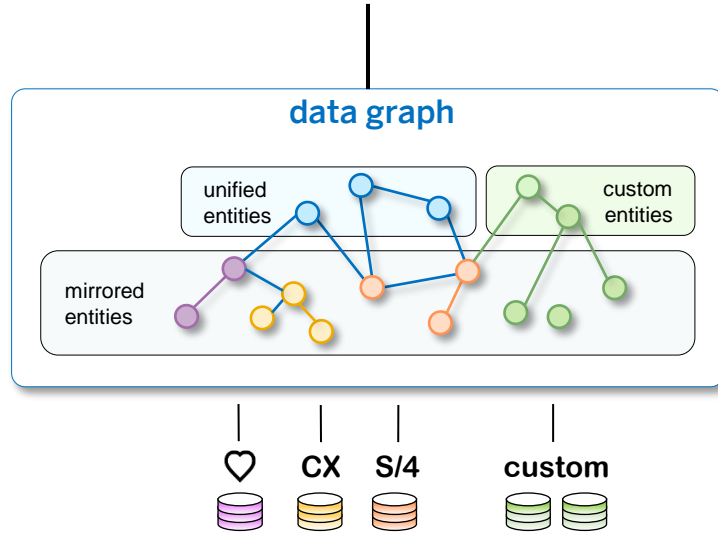 data graph
unified
entities
custom
entities
mirrored
entities
CX
S/4
custom